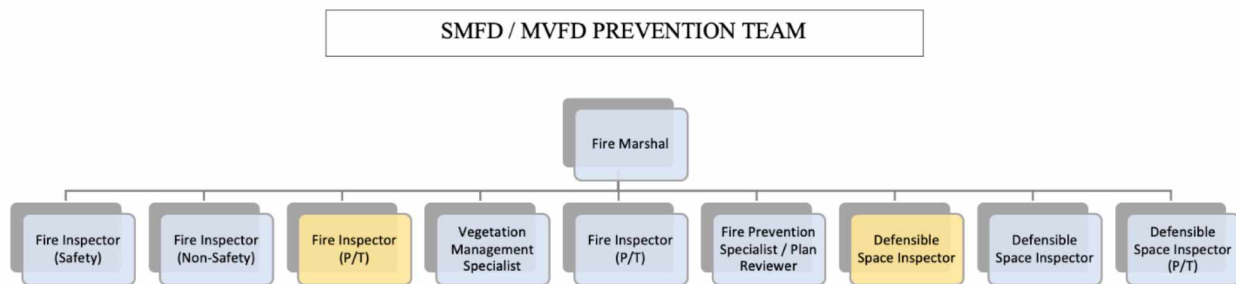 SMFD / MVFD PREVENTION TEAM
Fire Marshal
Fire Inspector
(Safety)
Fire Inspector
(Non-Safety)
Fire Inspector
(P/T)
Vegetation
Management
Specialist
Fire Inspector
(P/T)
Fire Prevention
Specialist / Plan
Reviewer
Defensible
Space Inspector
Defensible
Space Inspector
Defensible
Space Inspector
(P/T)